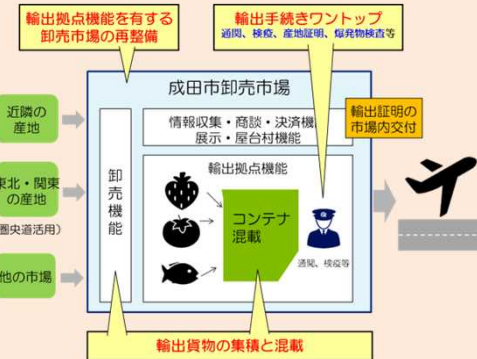 輸出拠点機能を有する
卸売市場の再整備
輸出手続きワントップ
通関、検疫、産地証明、爆発物検査等
成田市卸売市場
近隣の
産地
東北・関東
の産地
圏央道活用）
他の市場
卸売機能
情報収集・商談・決済機能
展示・屋台村機能
輸出証明の
市場内交付
輸出拠点機能
コンテナ
混載
通関、検疫等
輸出貨物の集積と混載